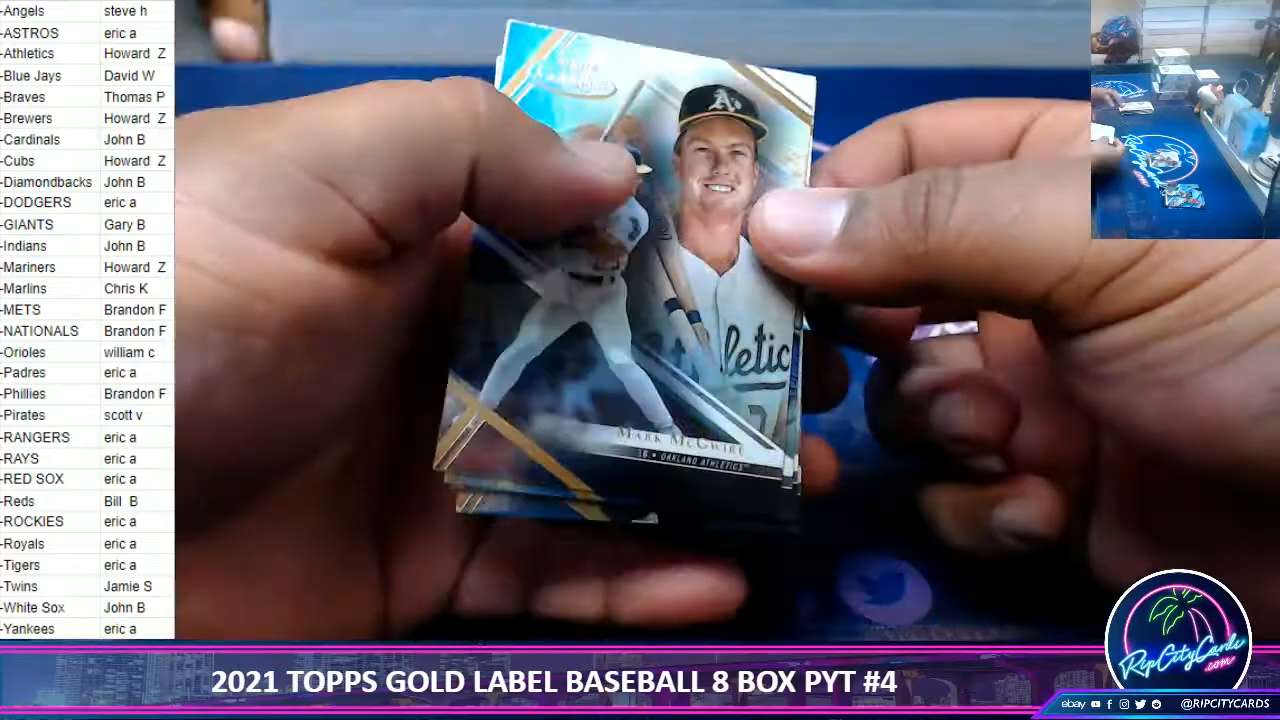 -Angels steve h
-ASTROS eric a
-Athletics Howard Z
-Blue Jays David W
-Braves Thomas P
-Brewers Howard Z
-Cardinals John B
-Cubs Howard Z
-Diamondbacks John B
-DODGERS eric a
-GIANTS Gary B
-Indians John B
-Mariners Howard Z
-Marlins Chris K
-METS Brandon F
-NATIONALS Brandon F
-Orioles william c
-Padres eric a
-Phillies Brandon F
-Pirates scott v
-RANGERS eric a
-RAYS eric a
-RED SOX eric a
-Reds Bill B
-ROCKIES eric a
-Royals eric a
-Tigers eric a
-Twins Jamie S
-White Sox John B
-Yankees eric a
A's
letic
MARK MCGWIRE
1B • OAKLAND ATHLETICS
RipCityCards
.com
2021 TOPPS GOLD LABEL BASEBALL 8 BOX PYT #4
ebay @RIPCITYCARDS